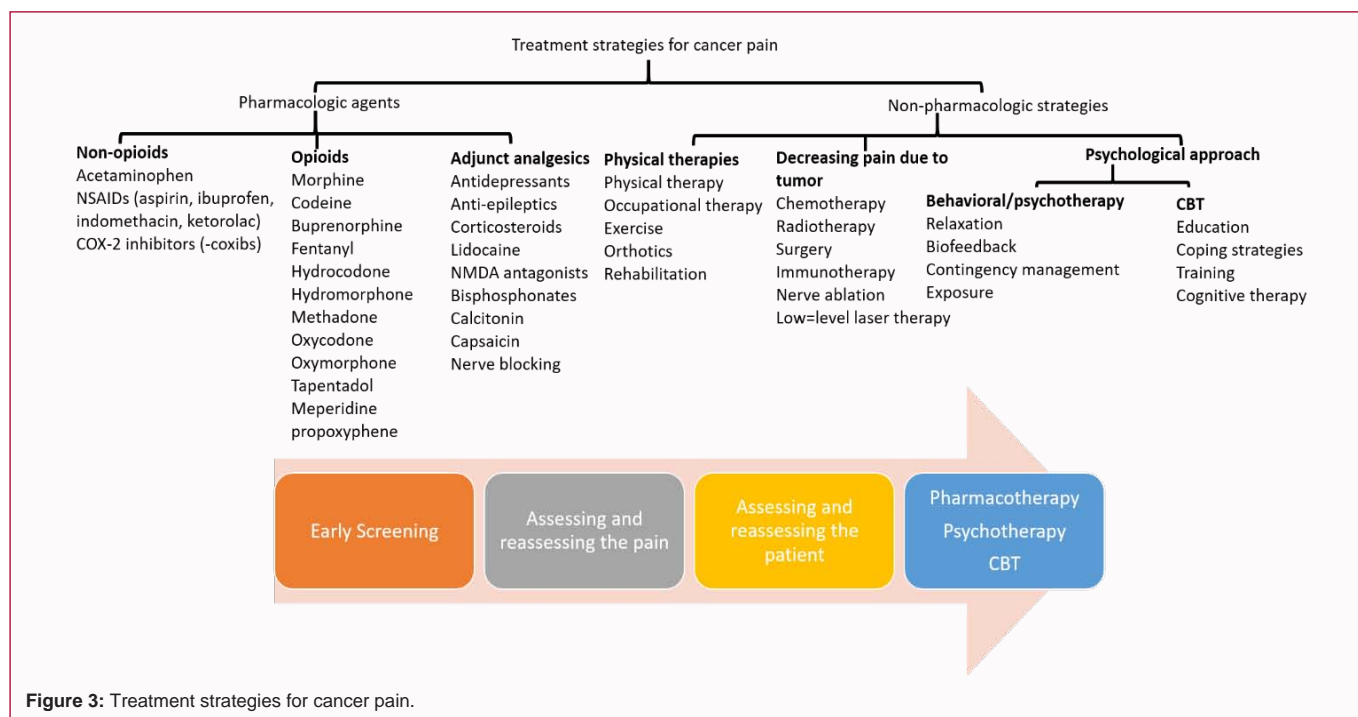 Treatment strategies for cancer pain
Pharmacologic agents
Non-pharmacologic strategies
Non-opioids
Acetaminophen
NSAIDs (aspirin, ibuprofen,
indomethacin, ketorolac)
COX-2 inhibitors (-coxibs)
Opioids
Morphine
Codeine
Buprenorphine
Fentanyl
Hydrocodone
Hydromorphone
Methadone
Oxycodone
Oxymorphone
Tapentadol
Meperidine
propoxyphene
Adjunct analgesics
Antidepressants
Anti-epileptics
Corticosteroids
Lidocaine
NMDA antagonists
Bisphosphonates
Calcitonin
Capsaicin
Nerve blocking
Physical therapies
Physical therapy
Occupational therapy
Exercise
Orthotics
Rehabilitation
Decreasing pain due to
tumor
Chemotherapy
Radiotherapy
Surgery
Immunotherapy
Nerve ablation
Low=level laser therapy
Psychological approach
Behavioral/psychotherapy
Relaxation
Biofeedback
Contingency management
Exposure
CBT
Education
Coping strategies
Training
Cognitive therapy
Early Screening
Assessing and
reassessing the pain
Assessing and
reassessing the
patient
Pharmacotherapy
Psychotherapy
CBT
Figure 3: Treatment strategies for cancer pain.